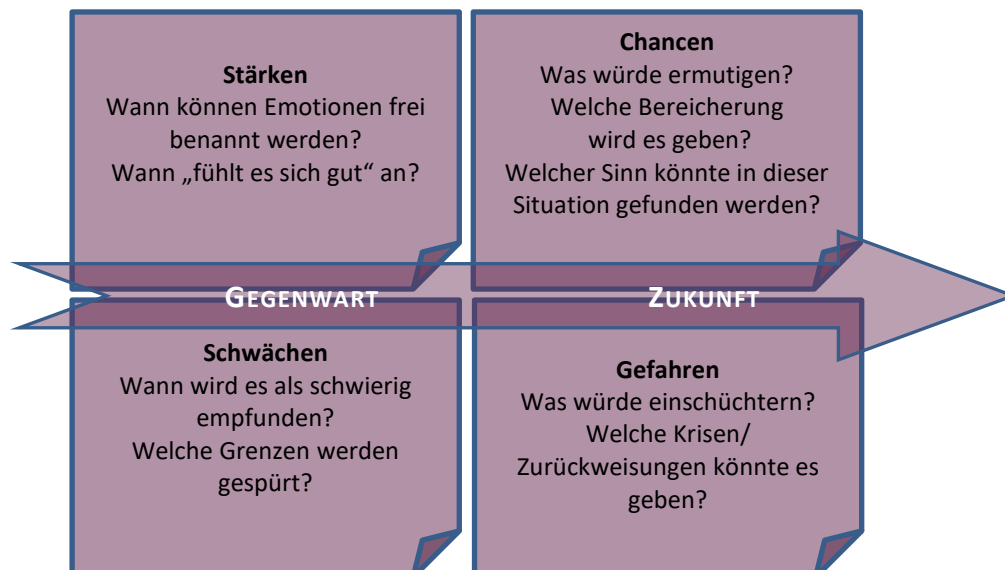 Stärken
Wann können Emotionen frei
benannt werden?
Wann „fühlt es sich gut“ an?
Chancen
Was würde ermutigen?
Welche Bereicherung
wird es geben?
Welcher Sinn könnte in dieser
Situation gefunden werden?
GEGENWART
ZUKUNFT
Schwächen
Wann wird es als schwierig
empfunden?
Welche Grenzen werden
gespürt?
Gefahren
Was würde einschüchtern?
Welche Krisen/
Zurückweisungen könnte es
geben?